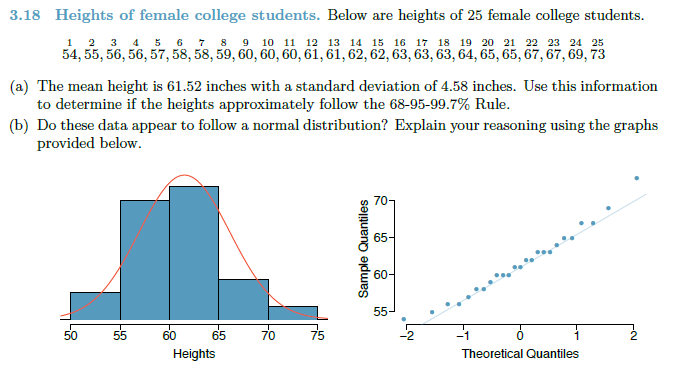 3.18 Heights of female college students. Below are heights of 25 female college students.
1 2 3 4 5 6 7 8 9 10 11 12 13 14 15 16 17 18 19 20 21 22 23 24 25
54, 55, 56, 56, 57, 58, 58, 59, 60, 60, 60, 61, 61, 62, 62, 63, 63, 63, 64, 65, 65, 67, 67, 69, 73
(a) The mean height is 61.52 inches with a standard deviation of 4.58 inches. Use this information
to determine if the heights approximately follow the 68-95-99.7% Rule.
(b) Do these data appear to follow a normal distribution? Explain your reasoning using the graphs
provided below.
50 55 60 65 70 75
Heights
Sample Quantiles
70
65
60
55
-2 -1 0 1 2
Theoretical Quantiles